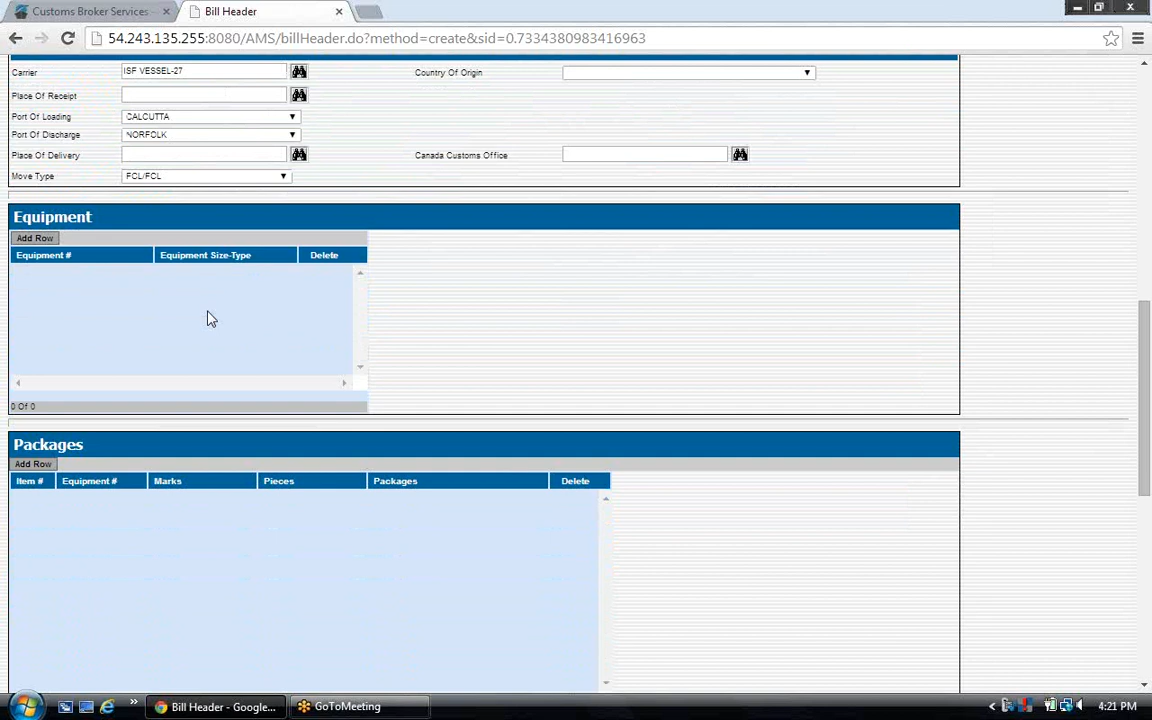 Customs Broker Services
Bill Header
54.243.135.255:8080/AMS/billHeader.do?method=create&sid=0.7334380983416963
Carrier ISF VESSEL-27 Country Of Origin
Place Of Receipt
Port Of Loading CALCUTTA
Port Of Discharge NORFOLK
Place Of Delivery Canada Customs Office
Move Type FCL/FCL
Equipment
Add Row
Equipment # Equipment Size-Type Delete
0 Of 0
Packages
Add Row
Item # Equipment # Marks Pieces Packages Delete
Bill Header - Google... GoToMeeting 4:21 PM